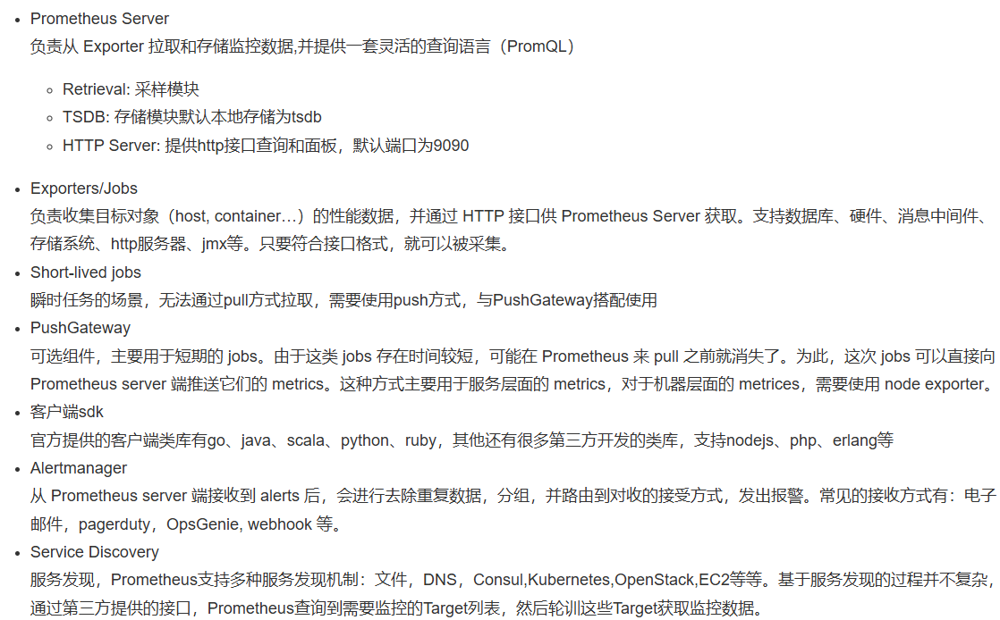 Prometheus Server
负责从 Exporter 拉取和存储监控数据,并提供一套灵活的查询语言（PromQL）
Retrieval: 采样模块
TSDB: 存储模块默认本地存储为tsdb
HTTP Server: 提供http接口查询和面板，默认端口为9090
Exporters/Jobs
负责收集目标对象（host, container…）的性能数据，并通过 HTTP 接口供 Prometheus Server 获取。支持数据库、硬件、消息中间件、
存储系统、http服务器、jmx等。只要符合接口格式，就可以被采集。
Short-lived jobs
瞬时任务的场景，无法通过pull方式拉取，需要使用push方式，与PushGateway搭配使用
PushGateway
可选组件，主要用于短期的 jobs。由于这类 jobs 存在时间较短，可能在 Prometheus 来 pull 之前就消失了。为此，这次 jobs 可以直接向
Prometheus server 端推送它们的 metrics。这种方式主要用于服务层面的 metrics，对于机器层面的 metrices，需要使用 node exporter。
客户端sdk
官方提供的客户端类库有go、java、scala、python、ruby，其他还有很多第三方开发的类库，支持nodejs、php、erlang等
Alertmanager
从 Prometheus server 端接收到 alerts 后，会进行去除重复数据，分组，并路由到对收的接受方式，发出报警。常见的接收方式有：电子
邮件，pagerduty，OpsGenie, webhook 等。
Service Discovery
服务发现，Prometheus支持多种服务发现机制：文件，DNS，Consul,Kubernetes,OpenStack,EC2等等。基于服务发现的过程并不复杂，
通过第三方提供的接口，Prometheus查询到需要监控的Target列表，然后轮训这些Target获取监控数据。